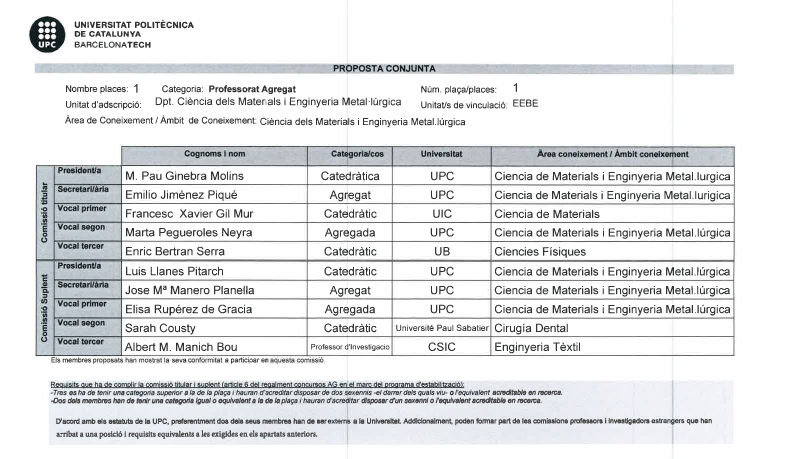 UNIVERSITAT POLITÈCNICA
DE CATALUNYA
BARCELONATECH
UPC
PROPOSTA CONJUNTA
Nombre places: 1 Categoria: Professorat Agregat Núm. plaça/places: 1
Unitat d'adscripció: Dpt. Ciència dels Materials i Enginyeria Metal·lúrgica Unitat/s de vinculació: EEBE
Àrea de Coneixement / Àmbit de Coneixement: Ciència dels Materials i Enginyeria Metal.lúrgica
Cognoms i nom Categoria/cos Universitat Àrea coneixement / Àmbit coneixement
Comissió titular
President/a M. Pau Ginebra Molins Catedràtica UPC Ciencia de Materials i Enginyeria Metal.lurgica
Secretari/ària Emilio Jiménez Piqué Agregat UPC Ciencia de Materials i Enginyeria Metal.lurigica
Vocal primer Francesc Xavier Gil Mur Catedràtic UIC Ciencia de Materials
Vocal segon Marta Pegueroles Neyra Agregada UPC Ciencia de Materials i Enginyeria Metal.lúrgica
Vocal tercer Enric Bertran Serra Catedràtic UB Ciencies Físiques
Comissió Suplent
President/a Luis Llanes Pitarch Catedràtic UPC Ciencia de Materials i Enginyeria Metal.lúrgica
Secretari/ària Jose Mª Manero Planella Agregat UPC Ciencia de Materials i Enginyeria Metal.lúrgica
Vocal primer Elisa Rupérez de Gracia Agregada UPC Ciencia de Materials i Enginyeria Metal.lúrgica
Vocal segon Sarah Cousty Catedràtic Université Paul Sabatier Cirugía Dental
Vocal tercer Albert M. Manich Bou Professor d'Investigacio CSIC Enginyeria Tèxtil
Els membres proposats han mostrat la seva conformitat a participar en aquesta comissió.
Requisits que ha de complir la comissió titular i suplent (article 6 del reglament concursos AG en el marc del programa d'estabilització):
-Tres es ha de tenir una categoria superior a la de la plaça i hauran d'acreditar disposar de dos sexennis -el darrer dels quals viu- o l'equivalent acreditable en recerca.
-Dos dels membres han de tenir una categoria igual o equivalent a la de la plaça i hauran d'acreditar disposar d'un sexenni o l'equivalent acreditable en recerca.
D'acord amb els estatuts de la UPC, preferentment dos dels seus membres han de ser externs a la Universitat. Addicionalment, poden formar part de les comissions professors i investigadors estrangers que han
arribat a una posició i requisits equivalents a les exigides en els apartats anteriors.